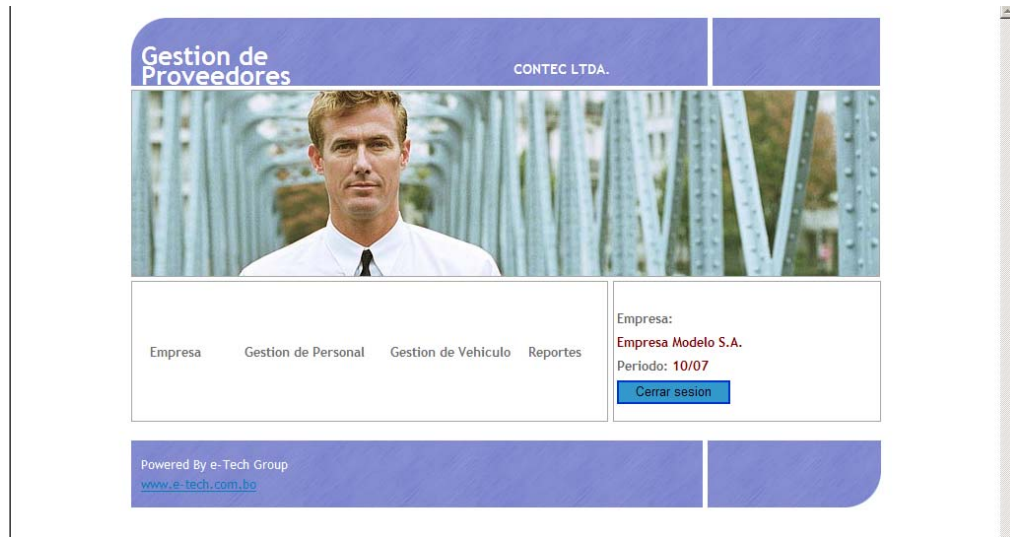 Gestion de
Proveedores
CONTEC LTDA.
Empresa Gestion de Personal Gestion de Vehiculo Reportes
Empresa:
Empresa Modelo S.A.
Periodo: 10/07
Cerrar sesion
Powered By e-Tech Group
www.e-tech.com.bo